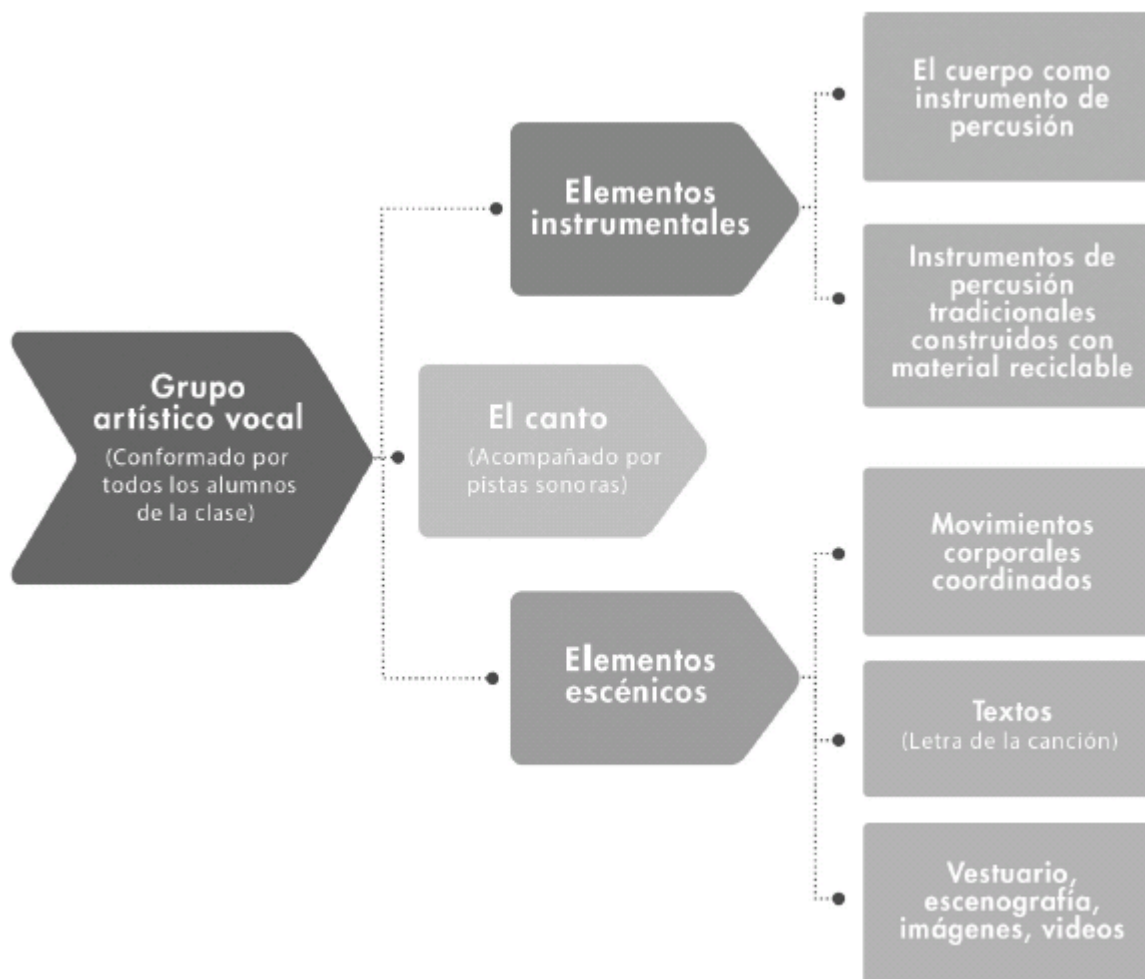 Grupo
artístico vocal
(Conformado por
todos los alumnos
de la clase)
Elementos
instrumentales
El cuerpo como
instrumento de
percusión
Instrumentos de
percusión
tradicionales
construidos con
material reciclable
El canto
(Acompañado por
pistas sonoras)
Elementos
escénicos
Movimientos
corporales
coordinados
Textos
(Letra de la canción)
Vestuario,
escenografía,
imágenes, videos